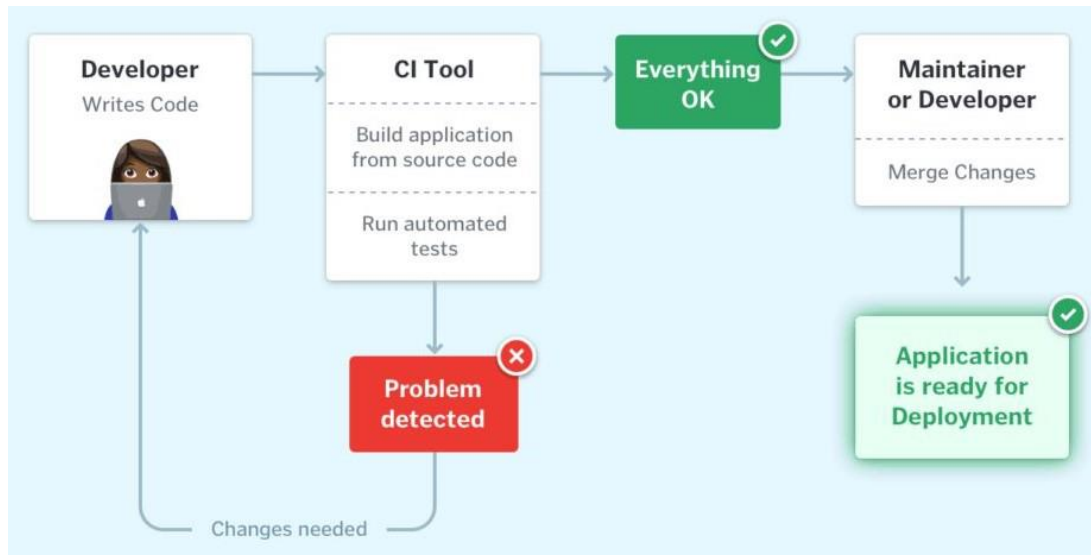 Developer
Writes Code
CI Tool
Build application
from source code
Run automated
tests
Everything
OK
Maintainer
or Developer
Merge Changes
Problem
detected
Changes needed
Application
is ready for
Deployment